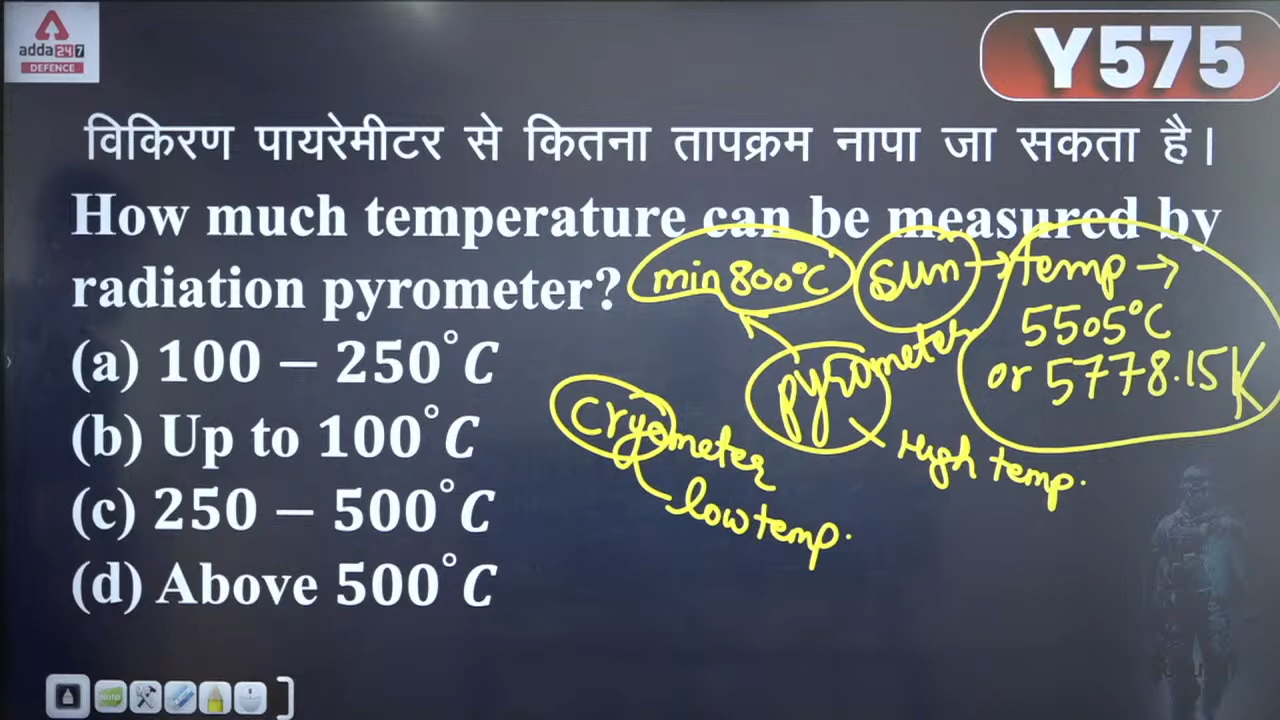 adda247
DEFENCE
Y575
विकिरण पायरेमीटर से कितना तापक्रम नापा जा सकता है।
How much temperature can be measured by
radiation pyrometer?
min 800°C
sun → temp →
5505°C
or 5778.15K
(a) 100 – 250°C
pyrometer
High temp.
(b) Up to 100°C
cryometer
low temp.
(c) 250 – 500°C
(d) Above 500°C
Note